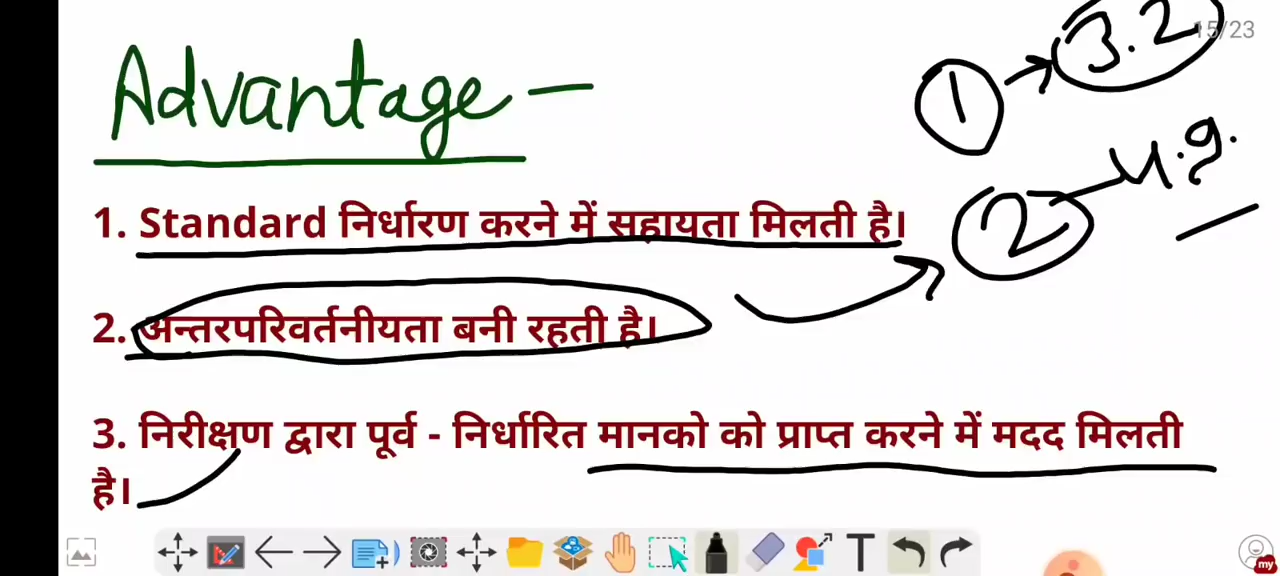 15/23
Advantage -
① → 3.2
1. Standard निर्धारण करने में सहायता मिलती है।
② - 4.9.
2. अन्तरपरिवर्तनीयता बनी रहती है।
3. निरीक्षण द्वारा पूर्व - निर्धारित मानको को प्राप्त करने में मदद मिलती
है।
T
my